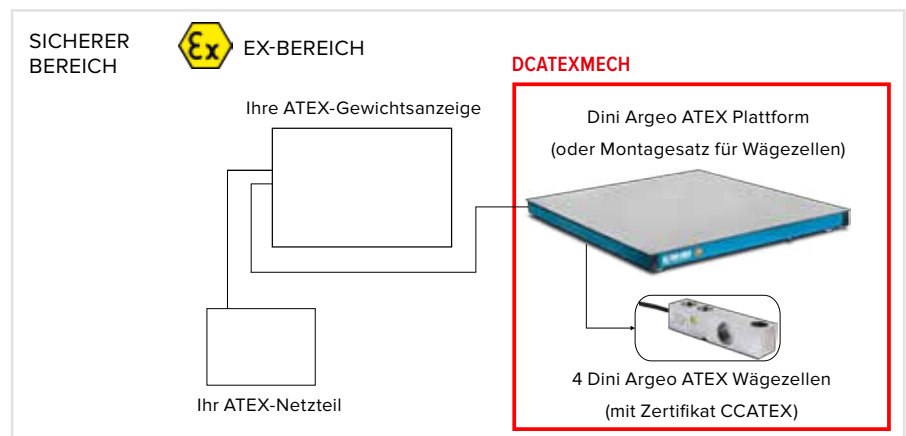 SICHERER
BEREICH
Ex
EX-BEREICH
DCATEXMECH
Ihre ATEX-Gewichtsanzeige
Dini Argeo ATEX Plattform
(oder Montagesatz für Wägezellen)
4 Dini Argeo ATEX Wägezellen
(mit Zertifikat CCATEX)
Ihr ATEX-Netzteil